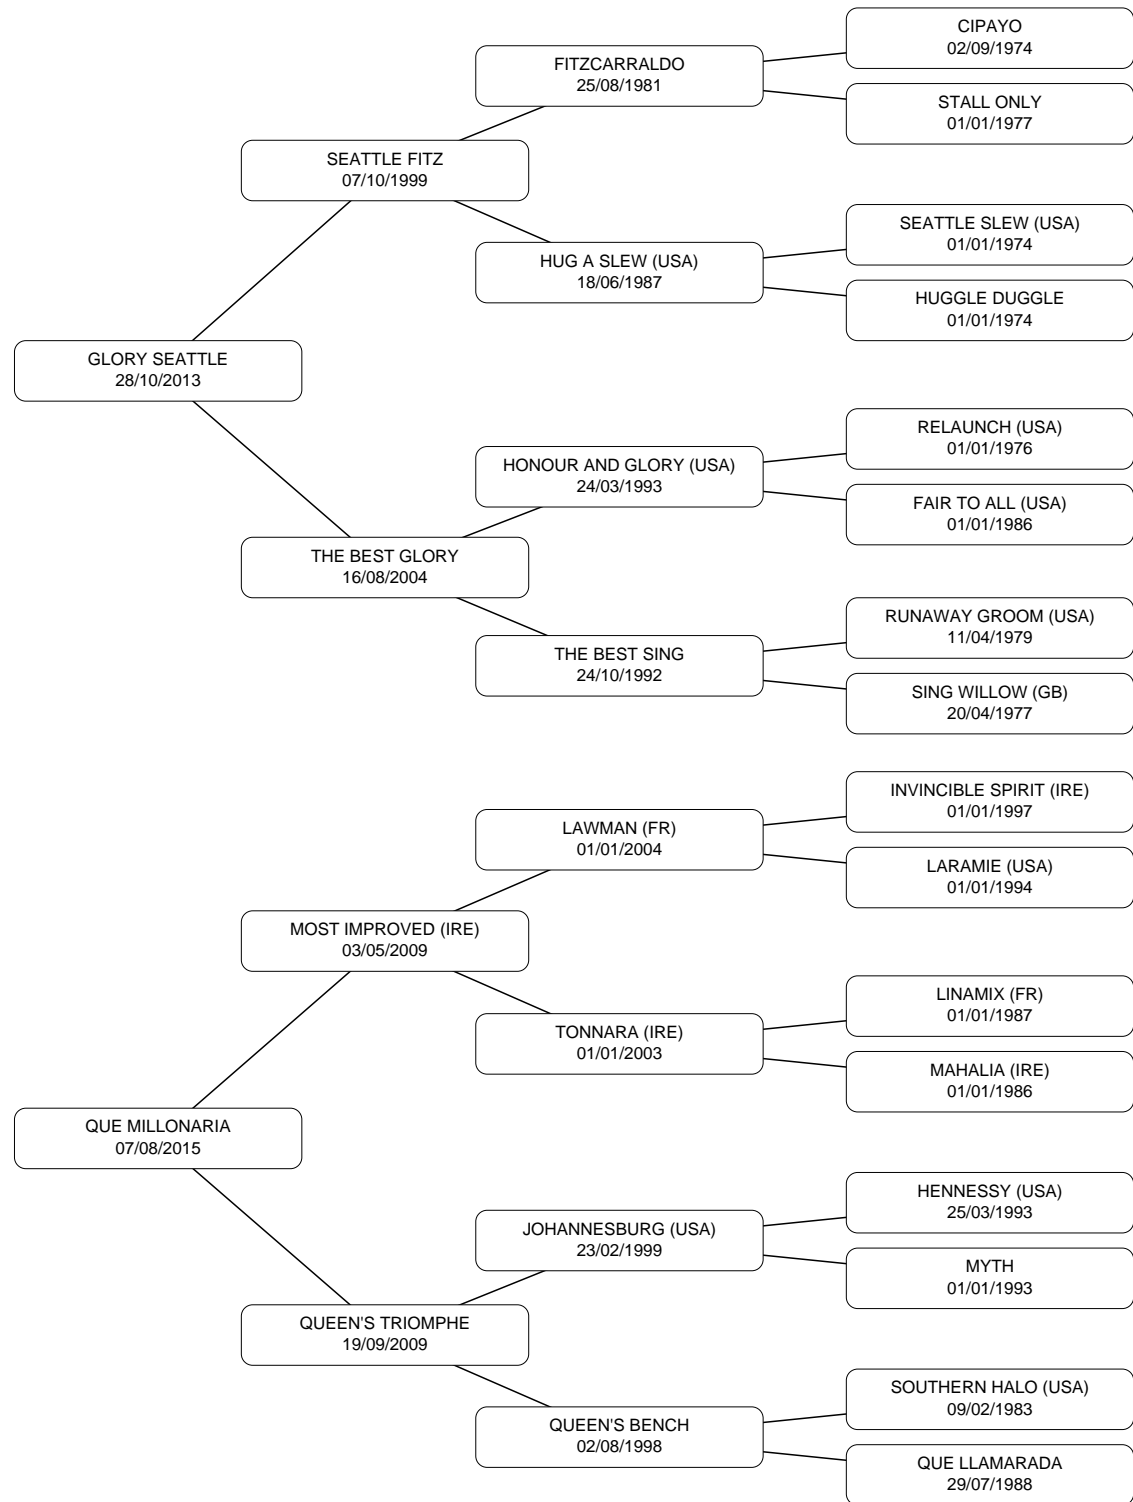 CIPAYO
02/09/1974
FITZCARRALDO
25/08/1981
STALL ONLY
01/01/1977
SEATTLE FITZ
07/10/1999
SEATTLE SLEW (USA)
01/01/1974
HUG A SLEW (USA)
18/06/1987
HUGGLE DUGGLE
01/01/1974
GLORY SEATTLE
28/10/2013
RELAUNCH (USA)
01/01/1976
HONOUR AND GLORY (USA)
24/03/1993
FAIR TO ALL (USA)
01/01/1986
THE BEST GLORY
16/08/2004
RUNAWAY GROOM (USA)
11/04/1979
THE BEST SING
24/10/1992
SING WILLOW (GB)
20/04/1977
INVINCIBLE SPIRIT (IRE)
01/01/1997
LAWMAN (FR)
01/01/2004
LARAMIE (USA)
01/01/1994
MOST IMPROVED (IRE)
03/05/2009
LINAMIX (FR)
01/01/1987
TONNARA (IRE)
01/01/2003
MAHALIA (IRE)
01/01/1986
QUE MILLONARIA
07/08/2015
HENNESSY (USA)
25/03/1993
JOHANNESBURG (USA)
23/02/1999
MYTH
01/01/1993
QUEEN'S TRIOMPHE
19/09/2009
SOUTHERN HALO (USA)
09/02/1983
QUEEN'S BENCH
02/08/1998
QUE LLAMARADA
29/07/1988